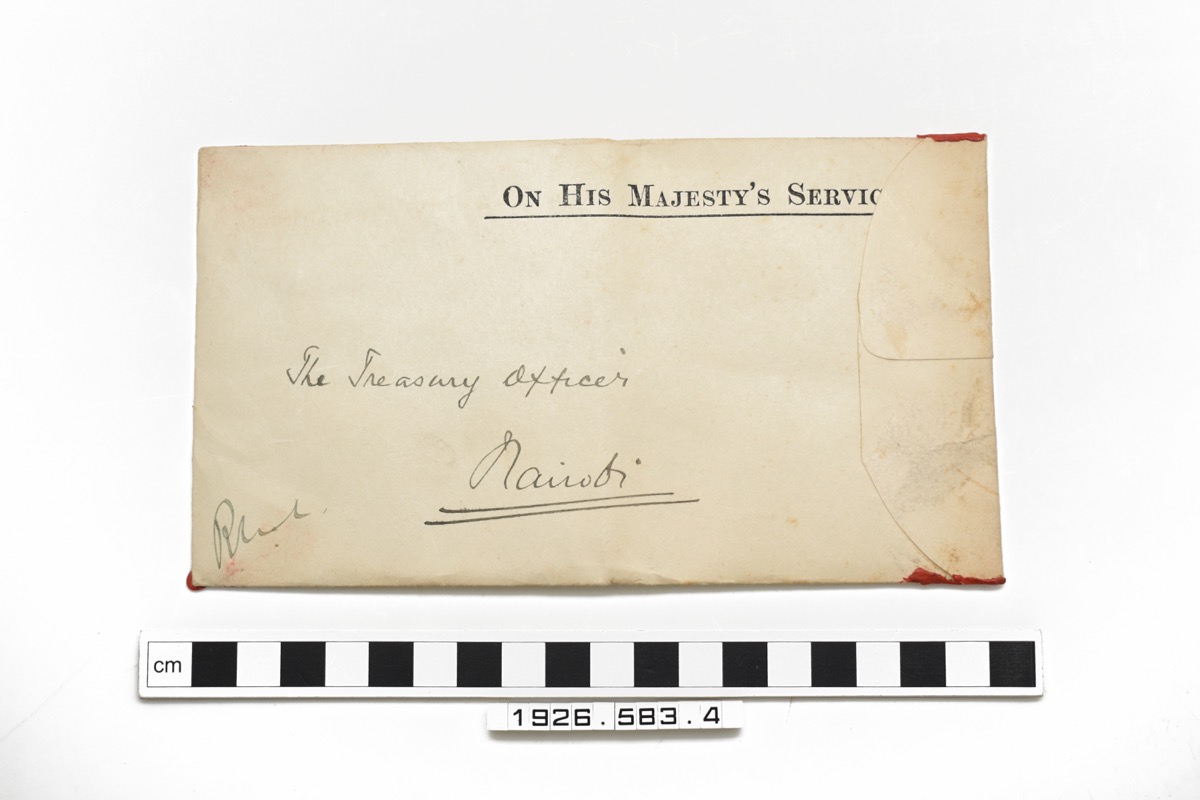 On His Majesty's Servic
The Treasury Officer
Nairobi
cm
1926.583.4